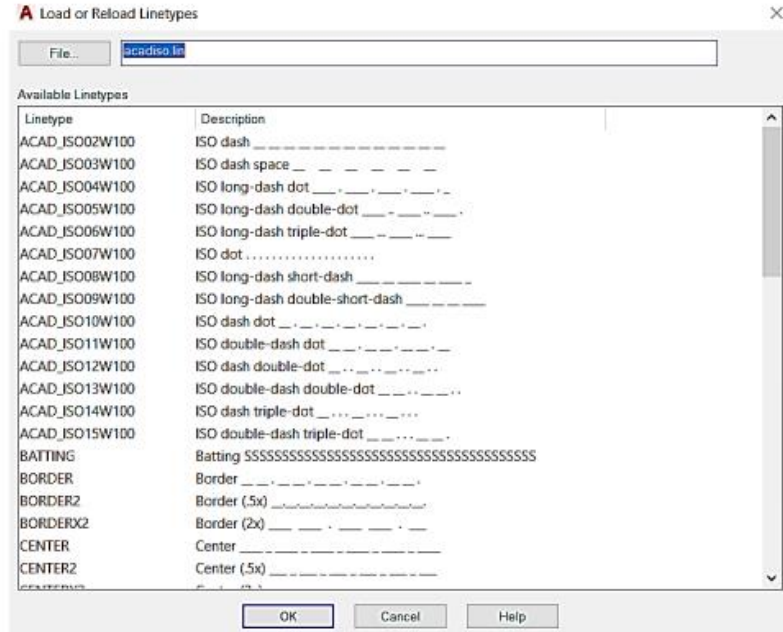 A Load or Reload Linetypes
File... acadiso.lin
Available Linetypes
Linetype Description
ACAD_ISO02W100 ISO dash __ __ __ __ __ __ __ __ __ __ __ __ __
ACAD_ISO03W100 ISO dash space __ __ __ __ __ __
ACAD_ISO04W100 ISO long-dash dot ____ . ____ . ____ . ____ . _
ACAD_ISO05W100 ISO long-dash double-dot ____ .. ____ .. ____ .
ACAD_ISO06W100 ISO long-dash triple-dot ____ ... ____ ... ____
ACAD_ISO07W100 ISO dot . . . . . . . . . . . . . . . . . . . .
ACAD_ISO08W100 ISO long-dash short-dash ____ __ ____ __ ____ _
ACAD_ISO09W100 ISO long-dash double-short-dash ____ __ __ ____
ACAD_ISO10W100 ISO dash dot __ . __ . __ . __ . __ . __ . __ .
ACAD_ISO11W100 ISO double-dash dot __ __ . __ __ . __ __ . __
ACAD_ISO12W100 ISO dash double-dot __ . . __ . . __ . . __ . .
ACAD_ISO13W100 ISO double-dash double-dot __ __ . . __ __ . .
ACAD_ISO14W100 ISO dash triple-dot __ . . . __ . . . __ . . .
ACAD_ISO15W100 ISO double-dash triple-dot __ __ . . . __ __ .
BATTING Batting SSSSSSSSSSSSSSSSSSSSSSSSSSSSSSSSSSSSSSS
BORDER Border __ __ . __ __ . __ __ . __ __ .
BORDER2 Border (.5x) __.__.__.__.__.__.__.__.__.
BORDERX2 Border (2x) ____ ____ . ____ ____ . ___
CENTER Center ____ _ ____ _ ____ _ ____ _ ____ _ ____
CENTER2 Center (.5x) ___ _ ___ _ ___ _ ___ _ ___ _ ___
OK Cancel Help